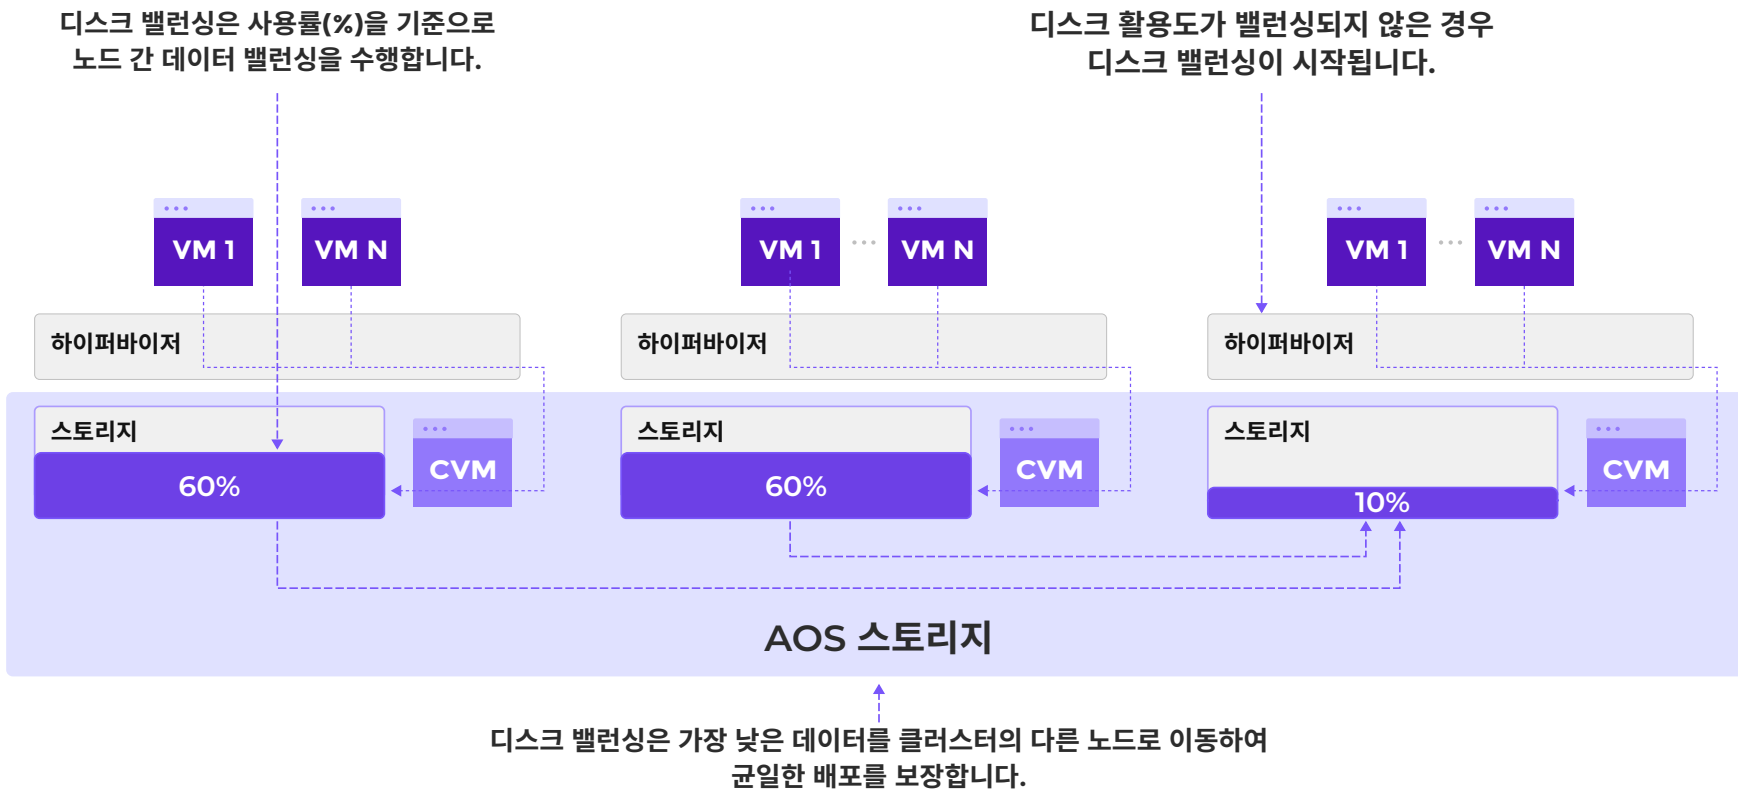 디스크 밸런싱은 사용률(%)을 기준으로
노드 간 데이터 밸런싱을 수행합니다.
디스크 활용도가 밸런싱되지 않은 경우
디스크 밸런싱이 시작됩니다.
VM 1
VM N
VM 1
VM N
VM 1
VM N
하이퍼바이저
하이퍼바이저
하이퍼바이저
스토리지
60%
CVM
스토리지
60%
CVM
스토리지
10%
CVM
AOS 스토리지
디스크 밸런싱은 가장 낮은 데이터를 클러스터의 다른 노드로 이동하여
균일한 배포를 보장합니다.